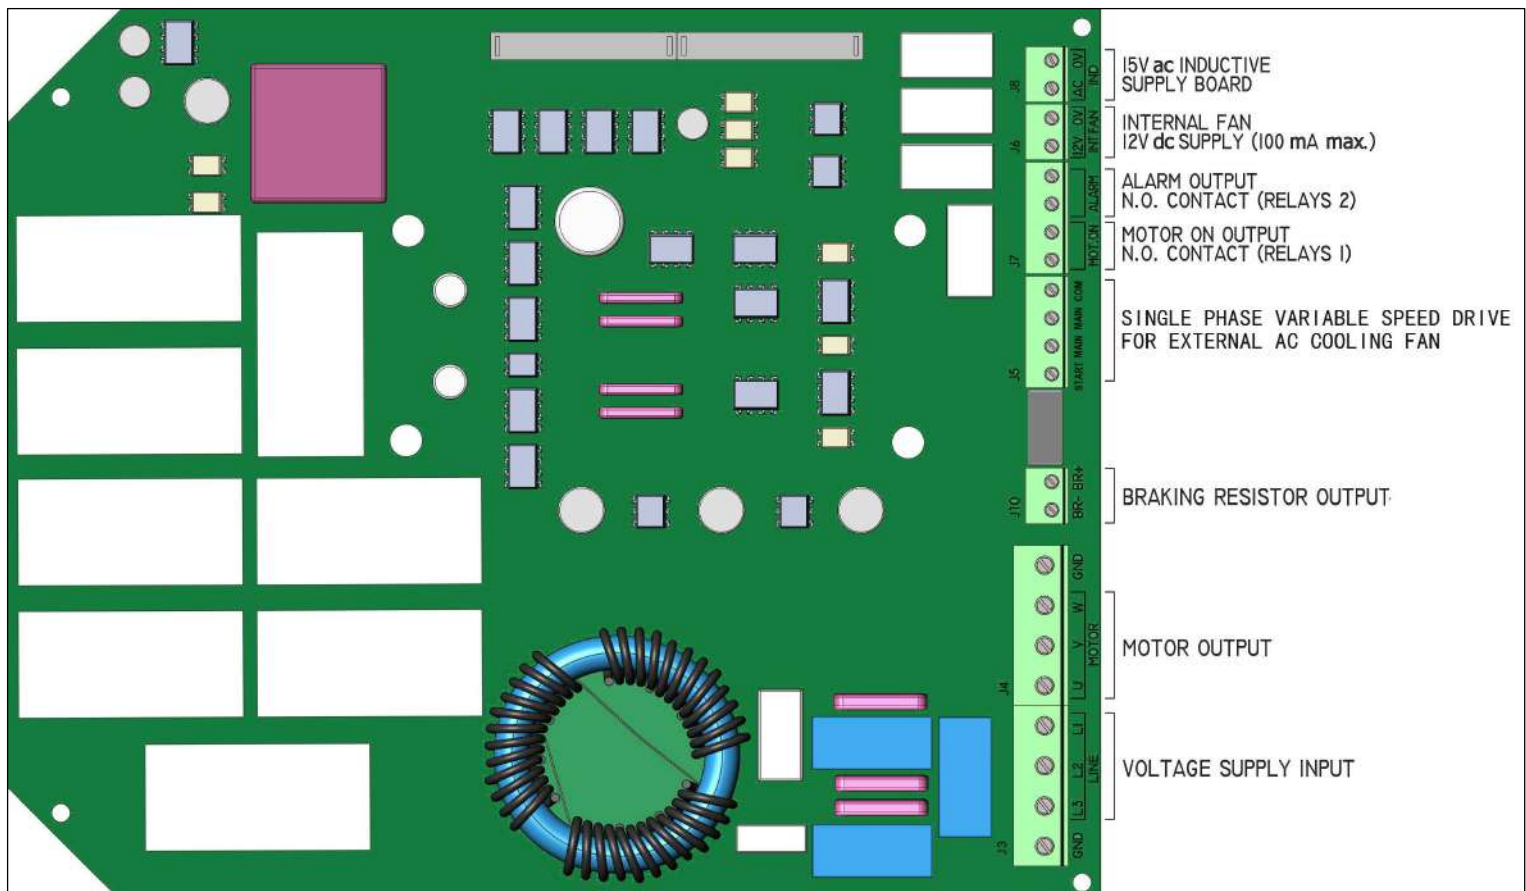 J8
AC 0V
IND
15V ac INDUCTIVE
SUPPLY BOARD
J6
12V 0V
INT.FAN
INTERNAL FAN
12V dc SUPPLY (100 mA max.)
ALARM
ALARM OUTPUT
N.O. CONTACT (RELAYS 2)
J7
MOT.ON
MOTOR ON OUTPUT
N.O. CONTACT (RELAYS 1)
J5
START MAIN MAIN COM
SINGLE PHASE VARIABLE SPEED DRIVE
FOR EXTERNAL AC COOLING FAN
J10
BR- BR+
BRAKING RESISTOR OUTPUT
GND
J4
U V W
MOTOR
MOTOR OUTPUT
L3 L2 L1
LINE
VOLTAGE SUPPLY INPUT
J3
GND